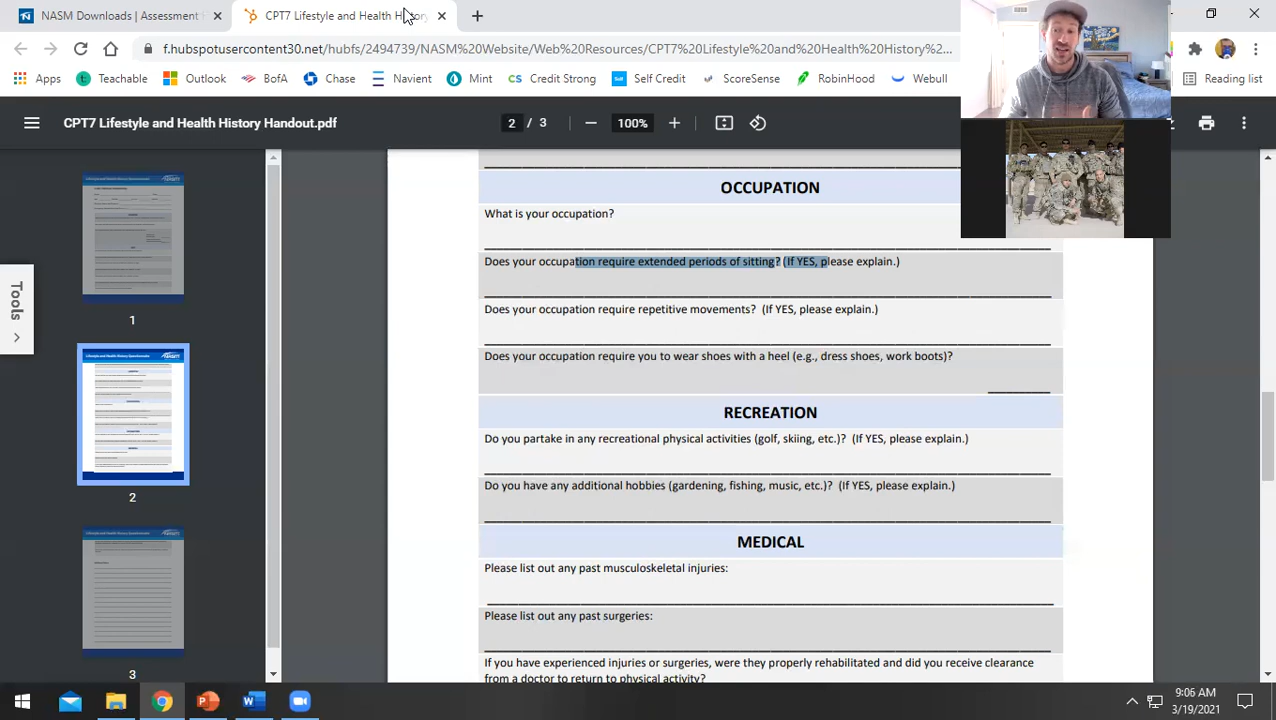 NASM Downloads | Assessment
CPT7 Lifestyle and Health History
f.hubspotusercontent30.net/hubfs/2494739/NASM%20Website/Web%20Resources/CPT7%20Lifestyle%20and%20Health%20History%2...
Apps
Teachable
Outlook
BofA
Chase
Navient
Mint
CS Credit Strong
Self Self Credit
ScoreSense
RobinHood
Webull
Reading list
CPT7 Lifestyle and Health History Handout.pdf
2 / 3
100%
Tools
1
2
3
OCCUPATION
What is your occupation?
Does your occupation require extended periods of sitting? (If YES, please explain.)
Does your occupation require repetitive movements? (If YES, please explain.)
Does your occupation require you to wear shoes with a heel (e.g., dress shoes, work boots)?
RECREATION
Do you partake in any recreational physical activities (golf, skiing, etc.)? (If YES, please explain.)
Do you have any additional hobbies (gardening, fishing, music, etc.)? (If YES, please explain.)
MEDICAL
Please list out any past musculoskeletal injuries:
Please list out any past surgeries:
If you have experienced injuries or surgeries, were they properly rehabilitated and did you receive clearance
from a doctor to return to physical activity?
9:06 AM
3/19/2021